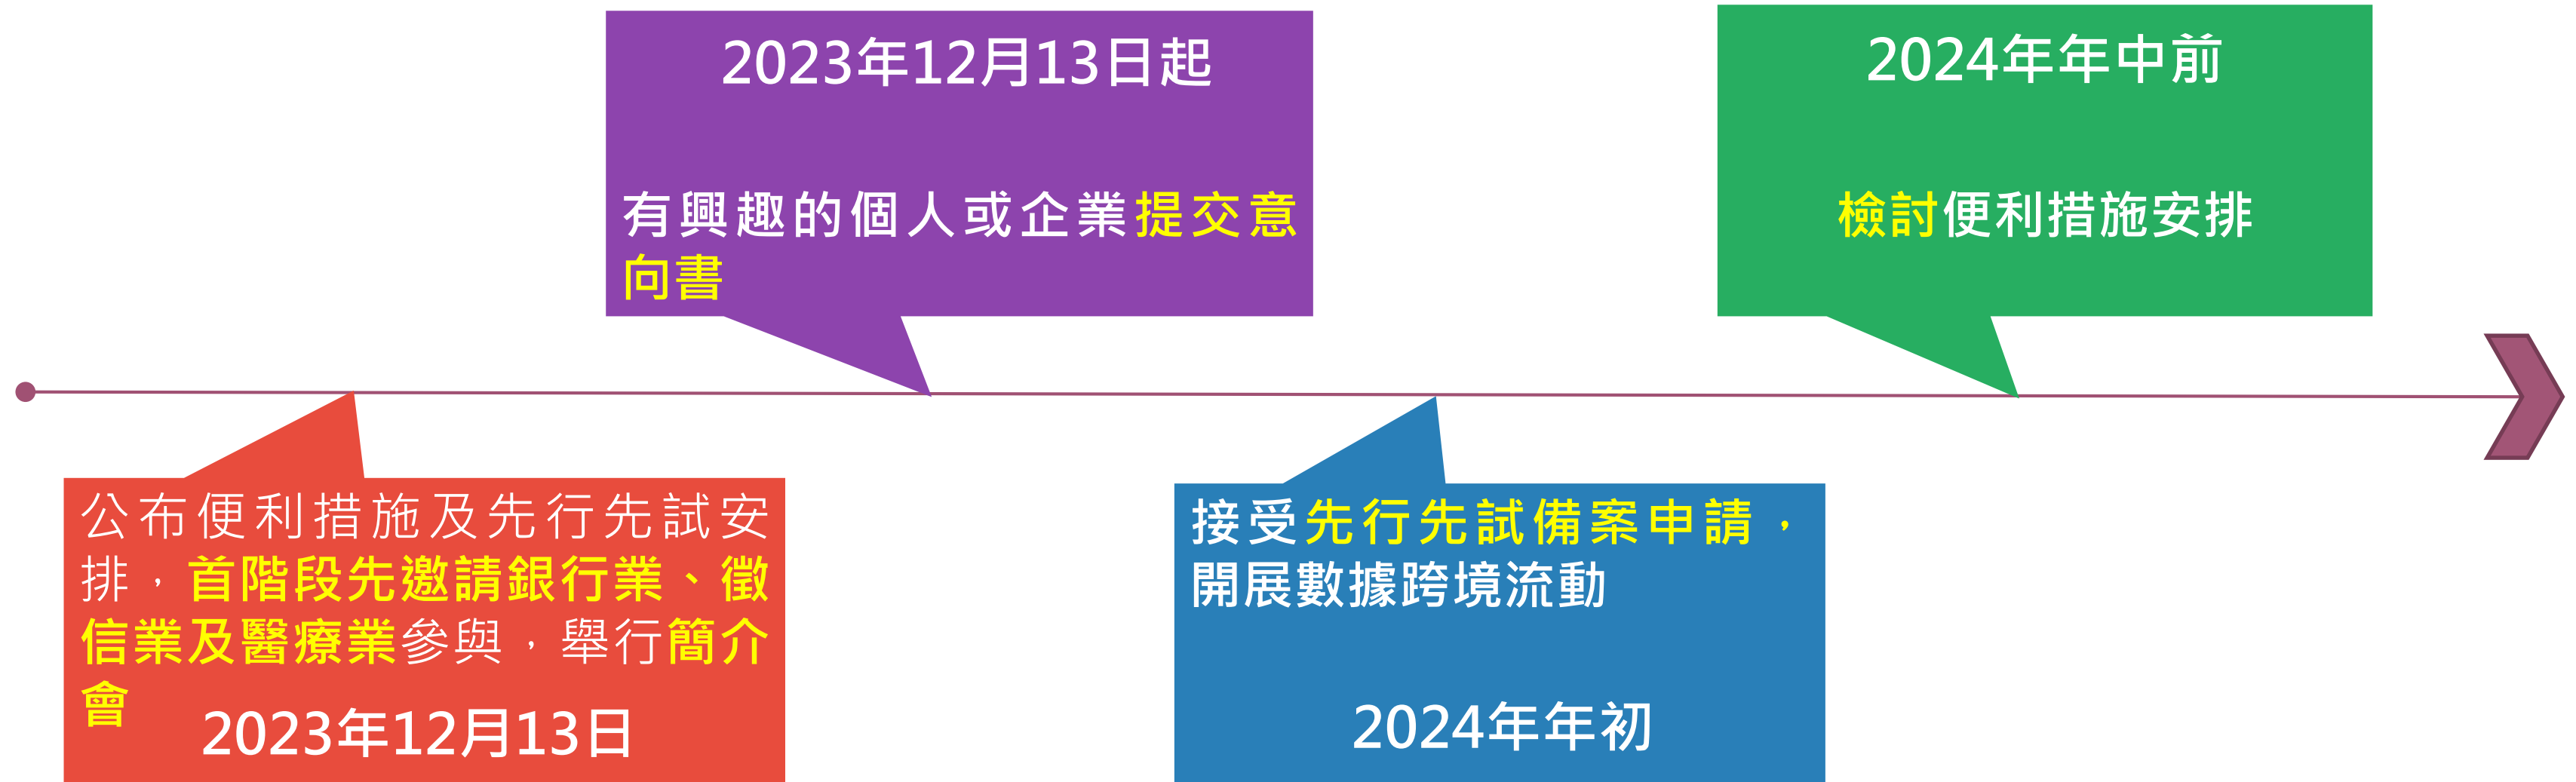 2023年12月13日起
有興趣的個人或企業提交意
向書
2024年年中前
檢討便利措施安排
公布便利措施及先行先試安
排，首階段先邀請銀行業、徵
信業及醫療業參與，舉行簡介
會
2023年12月13日
接受先行先試備案申請，
開展數據跨境流動
2024年年初